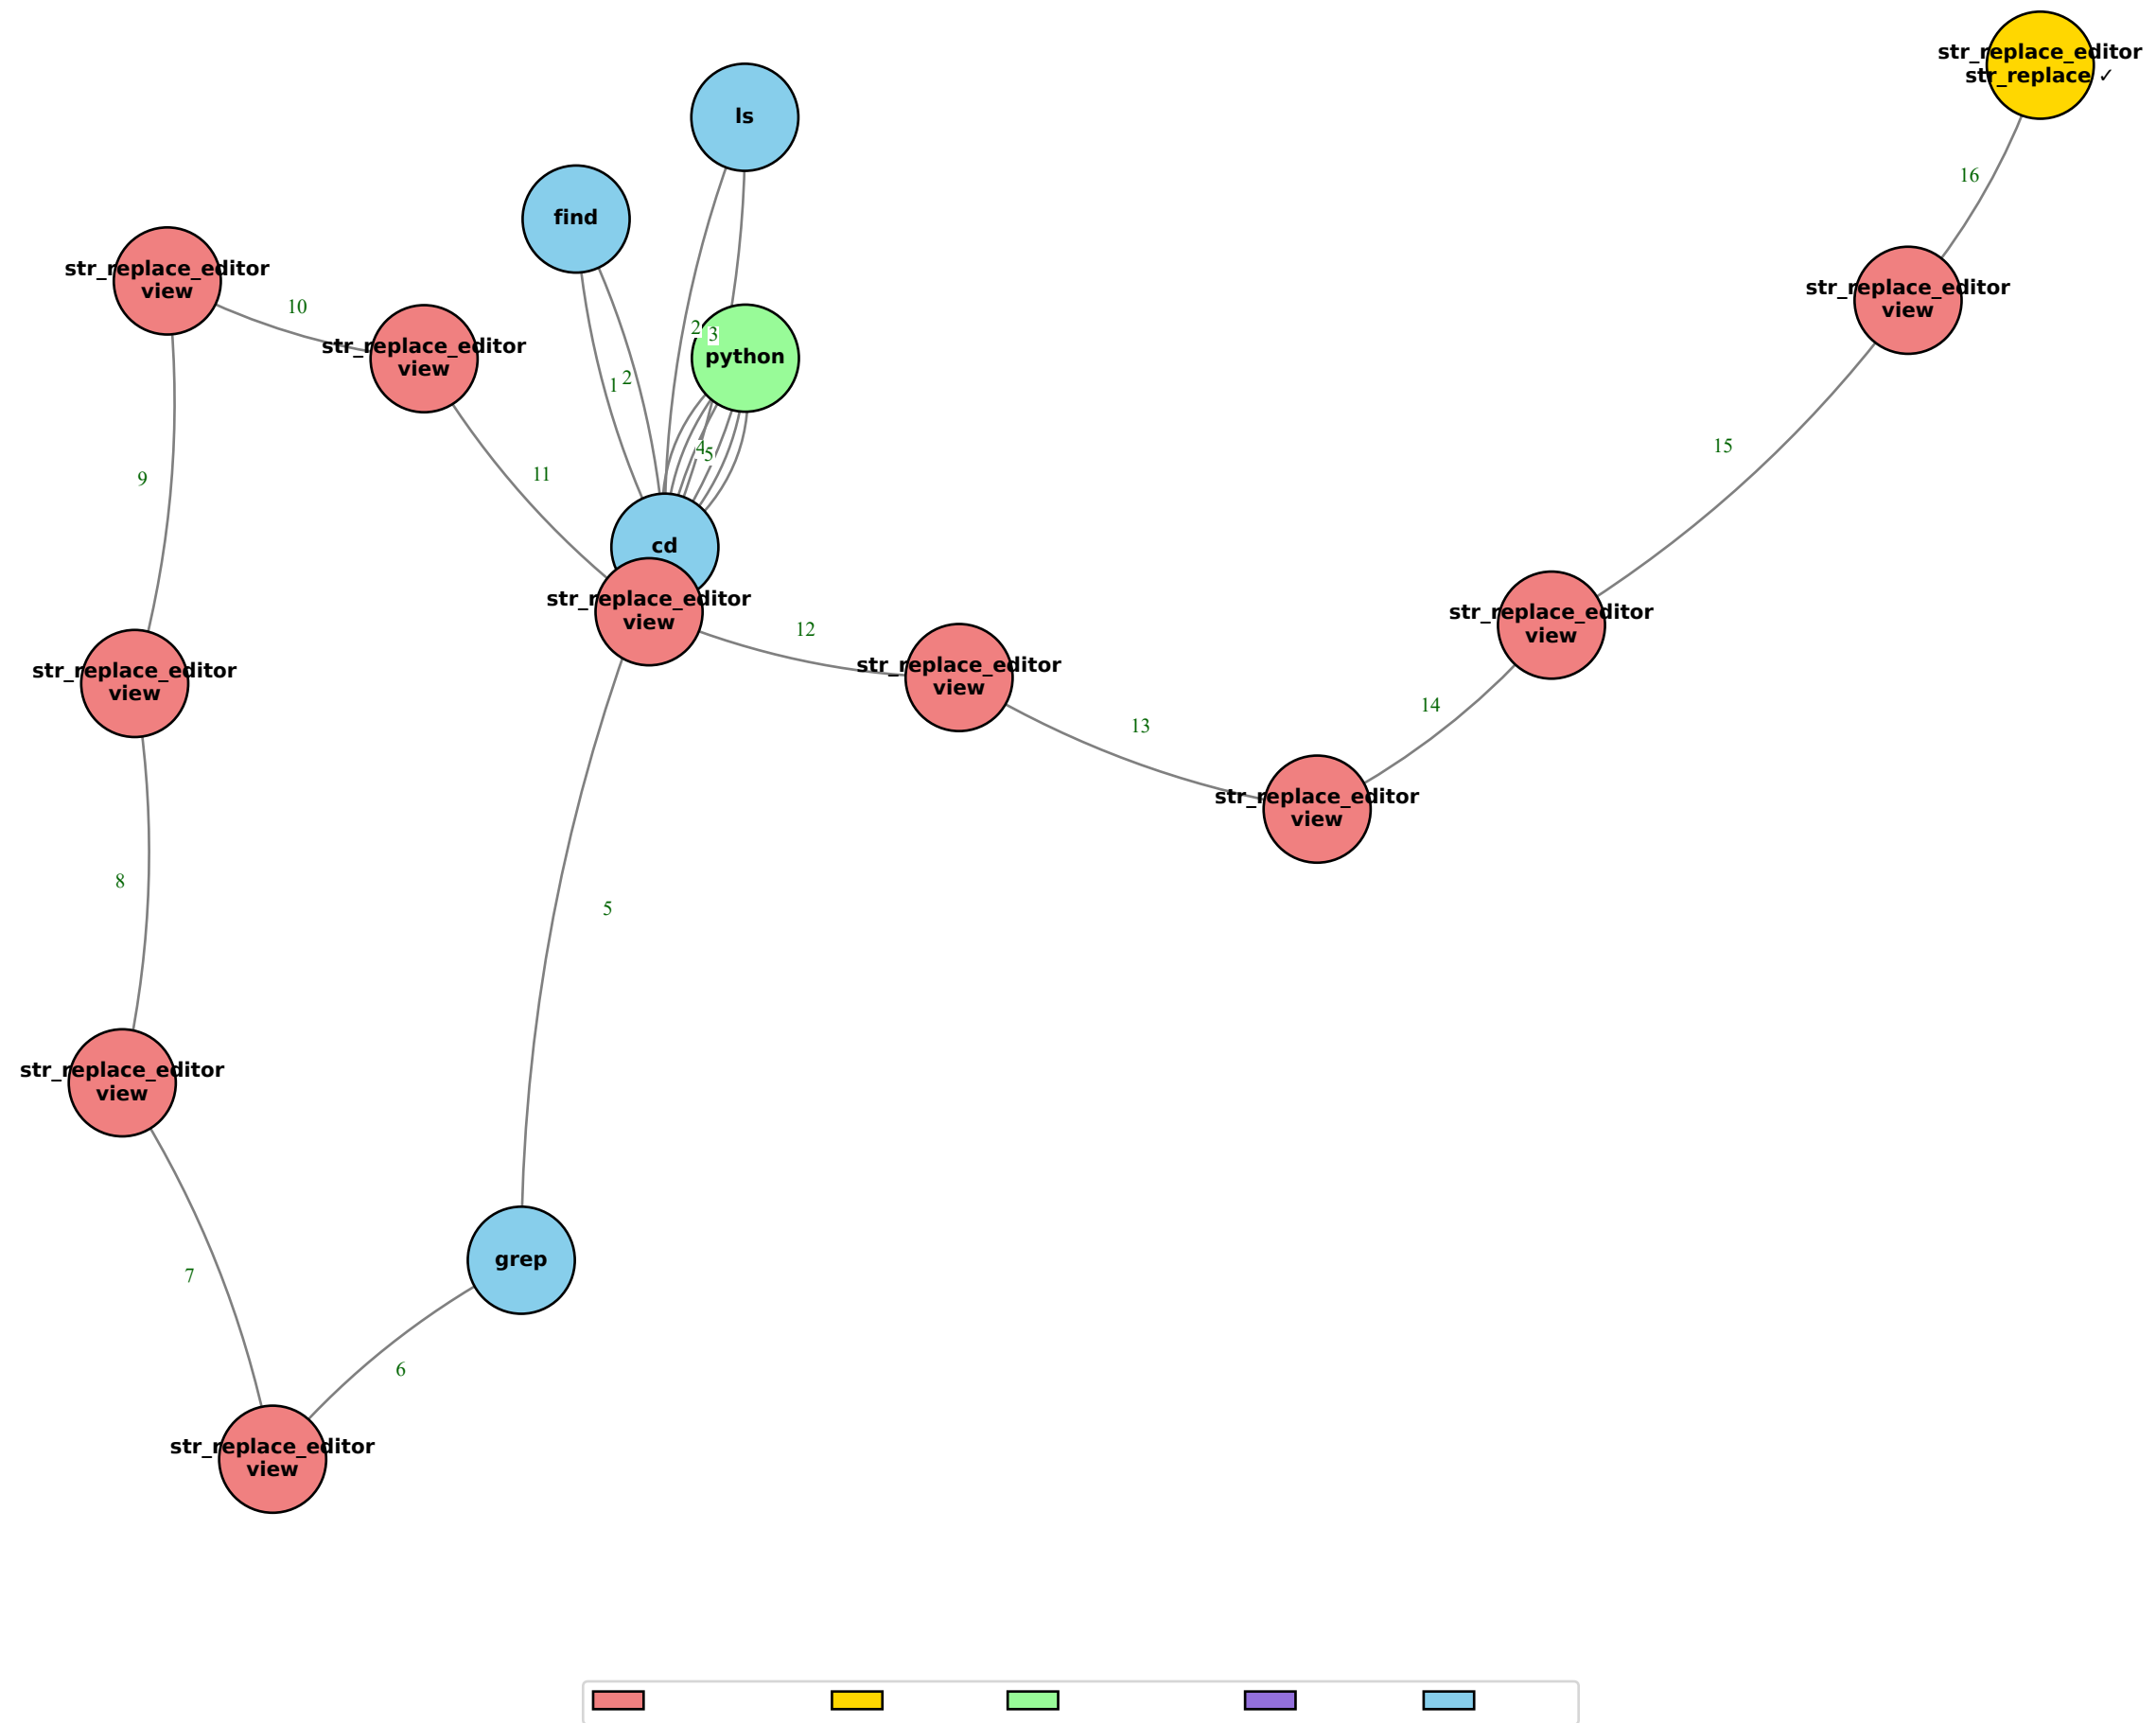 str_replace_editor
str_replace ✓
ls
find
16
str_replace_editor
view
10
str_replace_editor
view
str_replace_editor
view
2
3
python
1
2
4
5
15
9
11
cd
str_replace_editor
view
12
str_replace_editor
view
str_replace_editor
view
str_replace_editor
view
14
13
str_replace_editor
view
8
5
str_replace_editor
view
7
grep
6
str_replace_editor
view